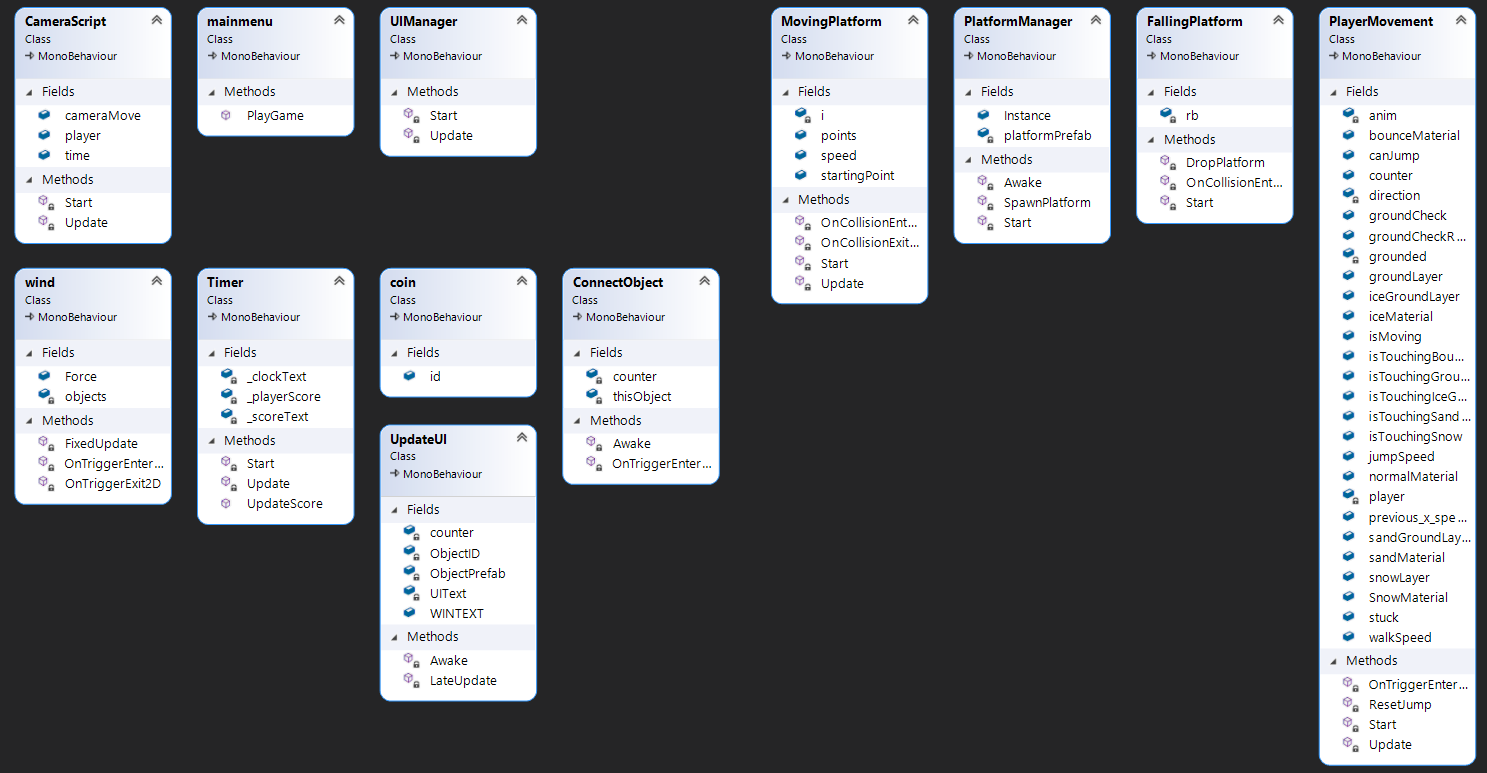 CameraScript
Class
MonoBehaviour
Fields
cameraMove
player
time
Methods
Start
Update
mainmenu
Class
MonoBehaviour
Methods
PlayGame
UIManager
Class
MonoBehaviour
Methods
Start
Update
MovingPlatform
Class
MonoBehaviour
Fields
i
points
speed
startingPoint
Methods
OnCollisionEnt...
OnCollisionExit...
Start
Update
PlatformManager
Class
MonoBehaviour
Fields
Instance
platformPrefab
Methods
Awake
SpawnPlatform
Start
FallingPlatform
Class
MonoBehaviour
Fields
rb
Methods
DropPlatform
OnCollisionEnt...
Start
PlayerMovement
Class
MonoBehaviour
Fields
anim
bounceMaterial
canJump
counter
direction
groundCheck
groundCheckR...
grounded
groundLayer
iceGroundLayer
iceMaterial
isMoving
isTouchingBou...
isTouchingGrou...
isTouchingIceG...
isTouchingSand...
isTouchingSnow
jumpSpeed
normalMaterial
player
previous_x_spe...
sandGroundLay...
sandMaterial
snowLayer
SnowMaterial
stuck
walkSpeed
Methods
OnTriggerEnter...
ResetJump
Start
Update
wind
Class
MonoBehaviour
Fields
Force
objects
Methods
FixedUpdate
OnTriggerEnter...
OnTriggerExit2D
Timer
Class
MonoBehaviour
Fields
_clockText
_playerScore
_scoreText
Methods
Start
Update
UpdateScore
coin
Class
MonoBehaviour
Fields
id
ConnectObject
Class
MonoBehaviour
Fields
counter
thisObject
Methods
Awake
OnTriggerEnter...
UpdateUI
Class
MonoBehaviour
Fields
counter
ObjectID
ObjectPrefab
UIText
WINTEXT
Methods
Awake
LateUpdate